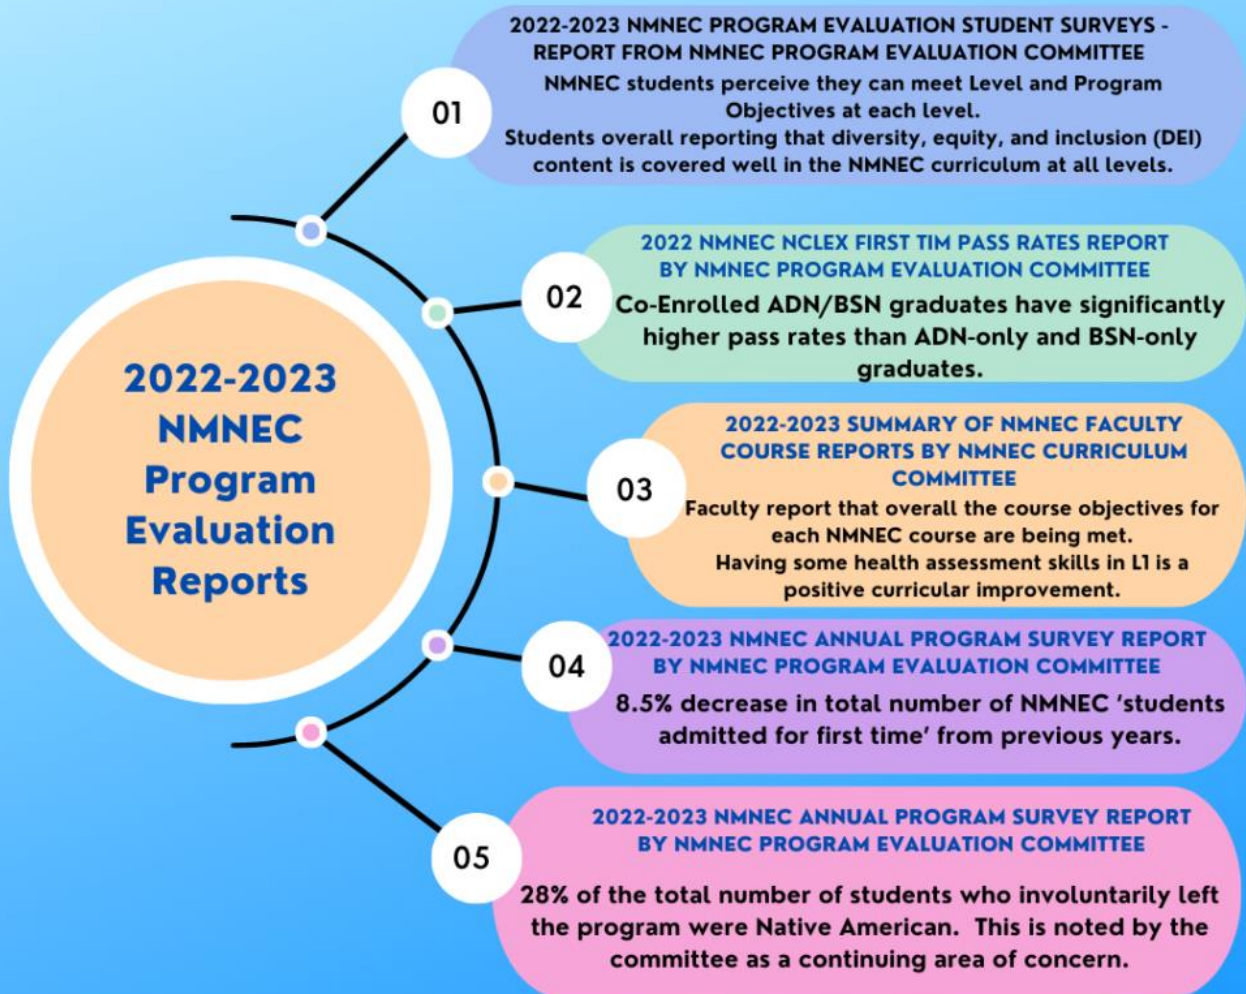 2022-2023
NMNEC
Program
Evaluation
Reports
01
2022-2023 NMNEC PROGRAM EVALUATION STUDENT SURVEYS -
REPORT FROM NMNEC PROGRAM EVALUATION COMMITTEE
NMNEC students perceive they can meet Level and Program
Objectives at each level.
Students overall reporting that diversity, equity, and inclusion (DEI)
content is covered well in the NMNEC curriculum at all levels.
02
2022 NMNEC NCLEX FIRST TIM PASS RATES REPORT
BY NMNEC PROGRAM EVALUATION COMMITTEE
Co-Enrolled ADN/BSN graduates have significantly
higher pass rates than ADN-only and BSN-only
graduates.
03
2022-2023 SUMMARY OF NMNEC FACULTY
COURSE REPORTS BY NMNEC CURRICULUM
COMMITTEE
Faculty report that overall the course objectives for
each NMNEC course are being met.
Having some health assessment skills in L1 is a
positive curricular improvement.
04
2022-2023 NMNEC ANNUAL PROGRAM SURVEY REPORT
BY NMNEC PROGRAM EVALUATION COMMITTEE
8.5% decrease in total number of NMNEC ‘students
admitted for first time’ from previous years.
05
2022-2023 NMNEC ANNUAL PROGRAM SURVEY REPORT
BY NMNEC PROGRAM EVALUATION COMMITTEE
28% of the total number of students who involuntarily left
the program were Native American.  This is noted by the
committee as a continuing area of concern.